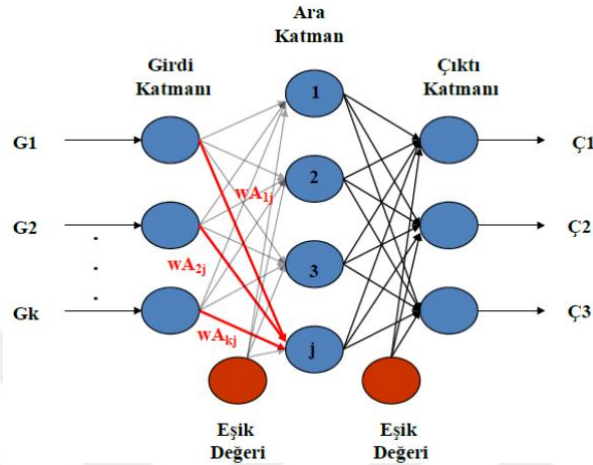 Ara
Katman
Girdi
Katmanı
Çıktı
Katmanı
1
G1
Ç1
2
wA1j
G2
Ç2
wA2j
3
Gk
Ç3
wAkj
j
Eşik
Değeri
Eşik
Değeri